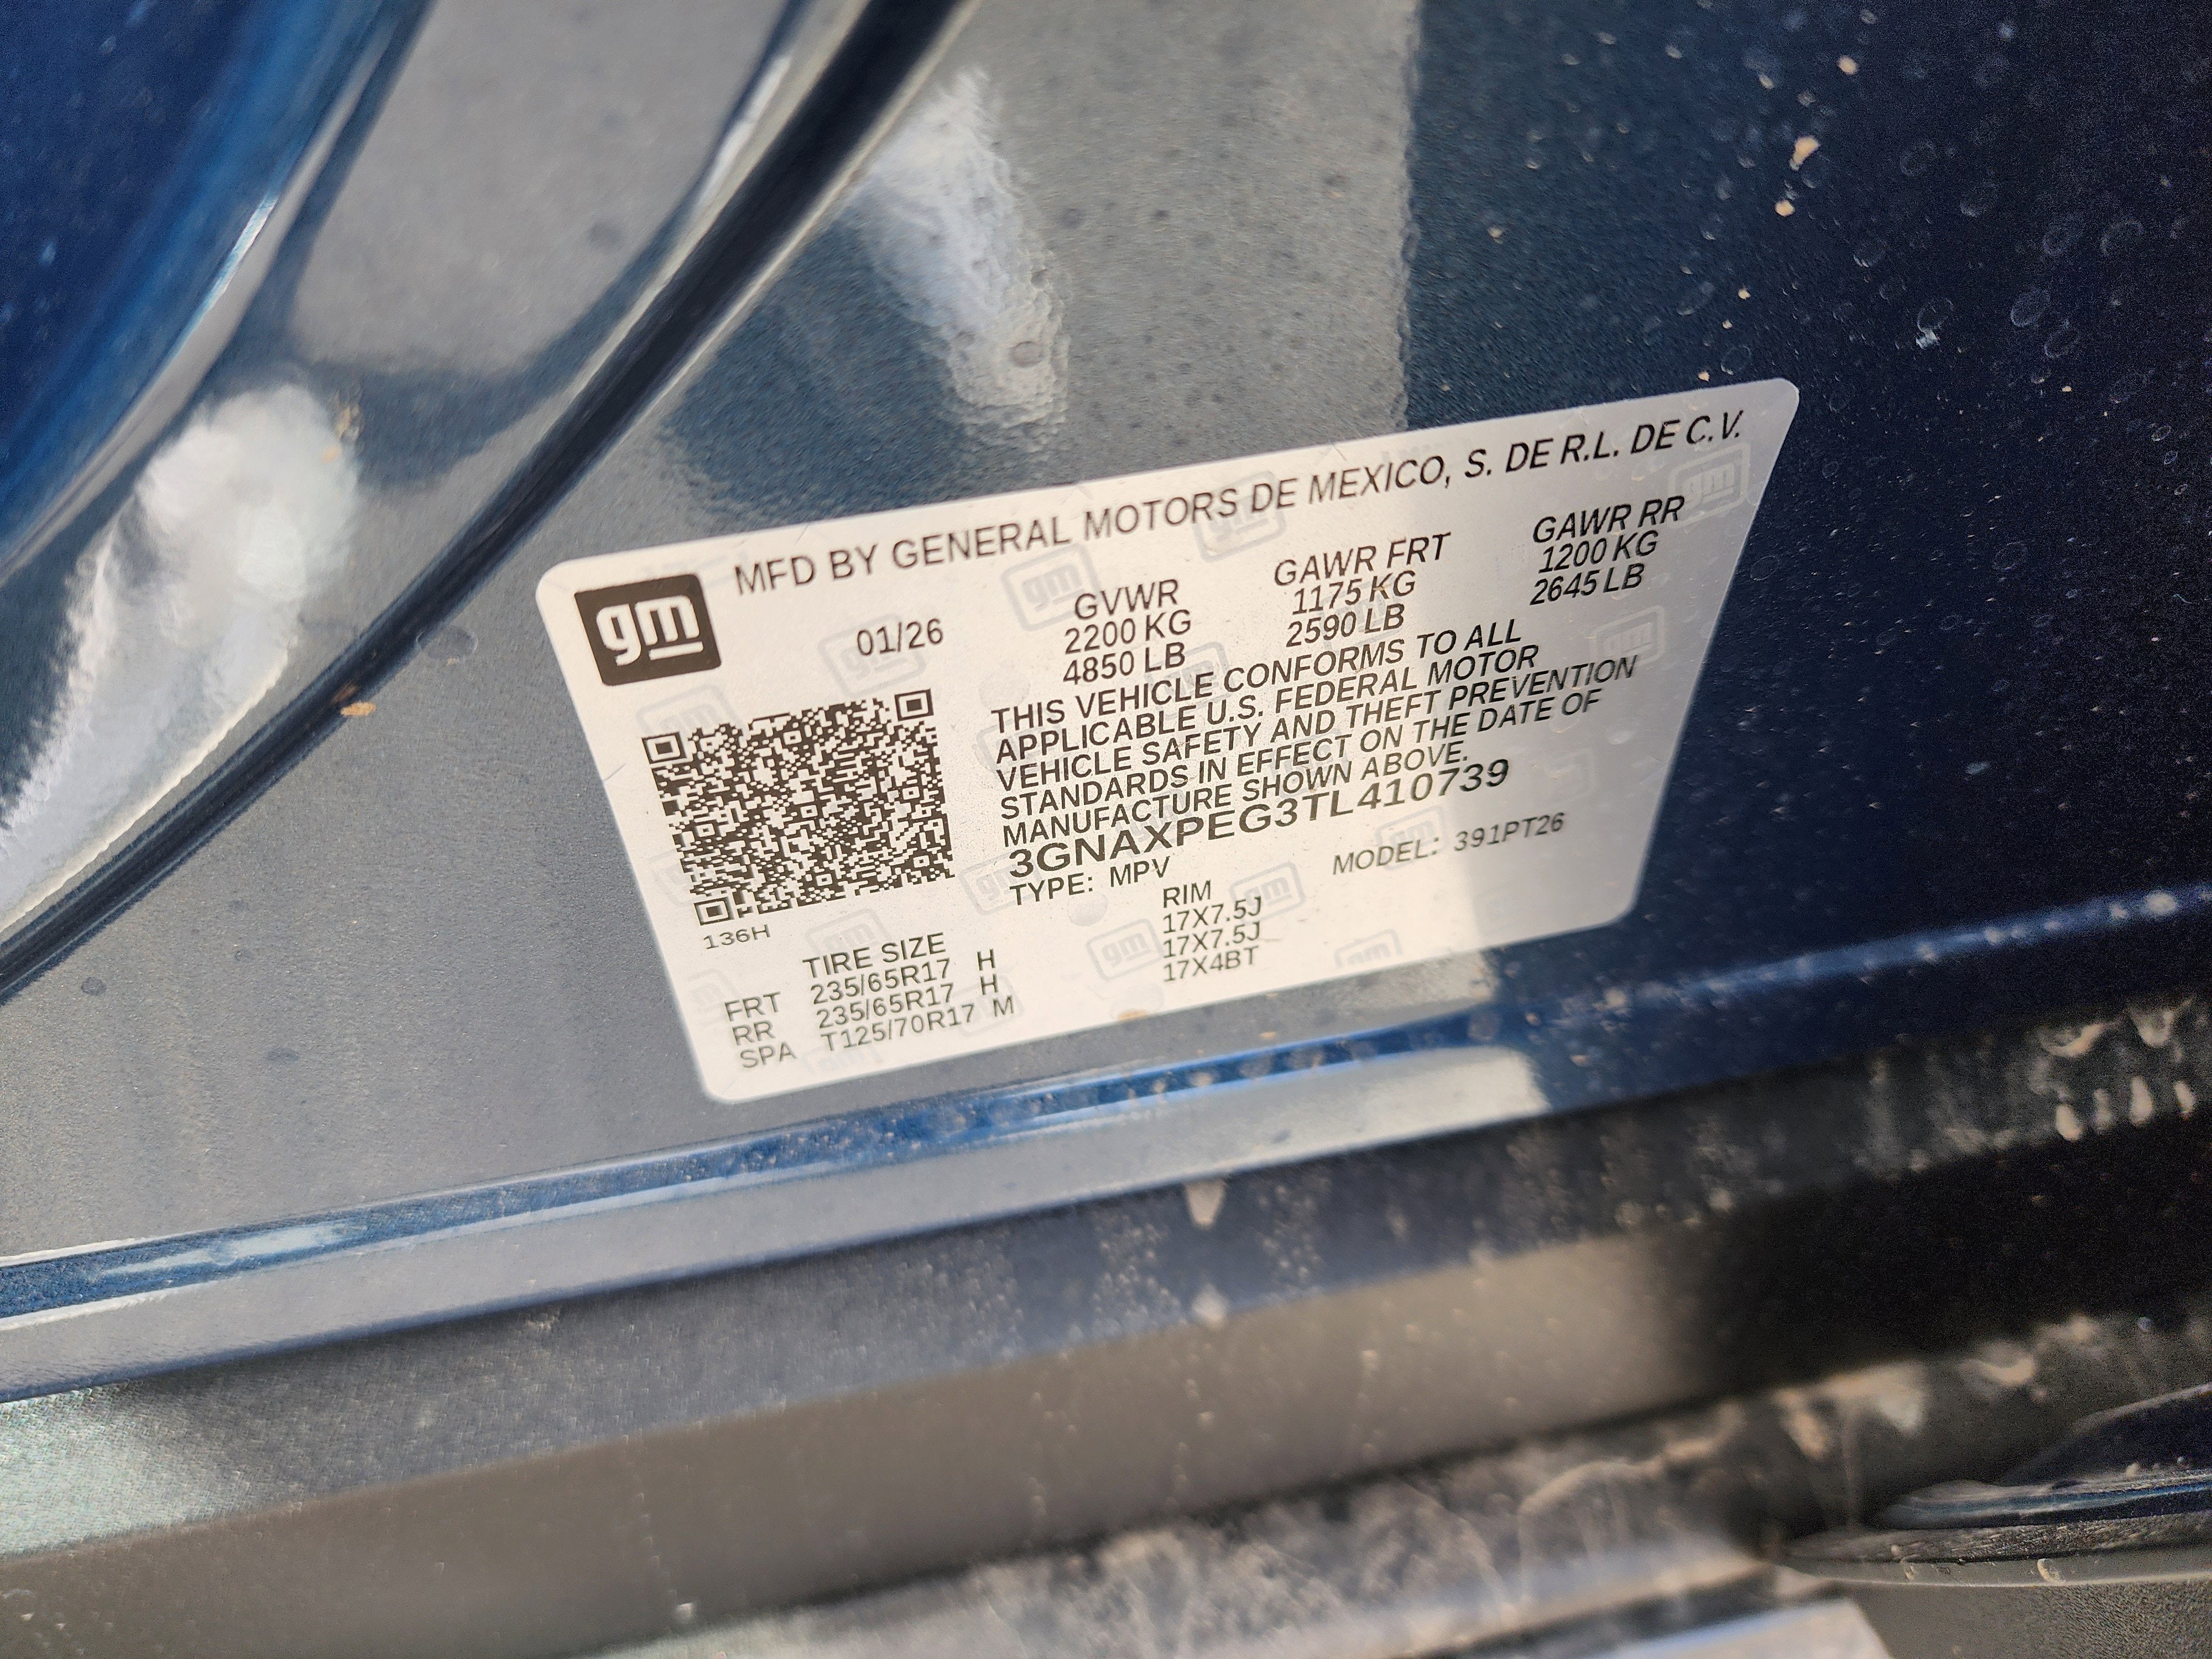 MFD BY GENERAL MOTORS DE MEXICO, S. DE R.L. DE C.V.
gm
01/26
GVWR
2200 KG
4850 LB
GAWR FRT
1175 KG
2590 LB
GAWR RR
1200 KG
2645 LB
THIS VEHICLE CONFORMS TO ALL
APPLICABLE U.S. FEDERAL MOTOR
VEHICLE SAFETY AND THEFT PREVENTION
STANDARDS IN EFFECT ON THE DATE OF
MANUFACTURE SHOWN ABOVE.
3GNAXPEG3TL410739
TYPE: MPV
MODEL: 391PT26
136H
TIRE SIZE
RIM
FRT 235/65R17 H 17X7.5J
RR 235/65R17 H 17X7.5J
SPA T125/70R17 M 17X4BT